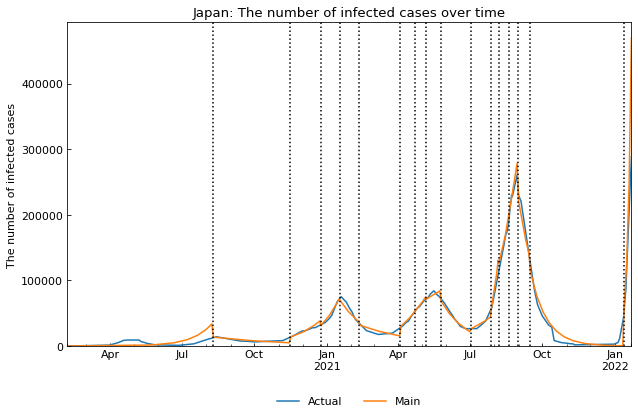 Japan: The number of infected cases over time
The number of infected cases
400000
300000
200000
100000
0
Apr Jul Oct Jan Apr Jul Oct Jan
2021 2022
Actual Main